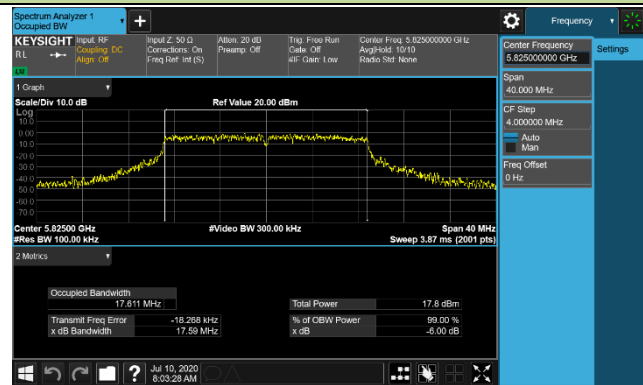 Spectrum Analyzer 1
Occupied BW
Frequency
KEYSIGHT
RL
Input: RF
Coupling: DC
Align: Off
Input Z: 50 Ω
Corrections: On
Freq Ref: Int (S)
Atten: 20 dB
Preamp: Off
Trig: Free Run
Gate: Off
#IF Gain: Low
Center Freq: 5.825000000 GHz
Avg|Hold: 10/10
Radio Std: None
Center Frequency
5.825000000 GHz
Settings
Span
40.000 MHz
CF Step
4.000000 MHz
Auto
Man
Freq Offset
0 Hz
1 Graph
Scale/Div 10.0 dB
Ref Value 20.00 dBm
Log
10.0
0.00
-10.0
-20.0
-30.0
-40.0
-50.0
-60.0
-70.0
Center 5.82500 GHz
#Video BW 300.00 kHz
Span 40 MHz
#Res BW 100.00 kHz
Sweep 3.87 ms (2001 pts)
2 Metrics
Occupied Bandwidth
17.611 MHz
Total Power
17.8 dBm
Transmit Freq Error
-18.268 kHz
% of OBW Power
99.00 %
x dB Bandwidth
17.59 MHz
x dB
-6.00 dB
?
Jul 10, 2020
8:03:28 AM